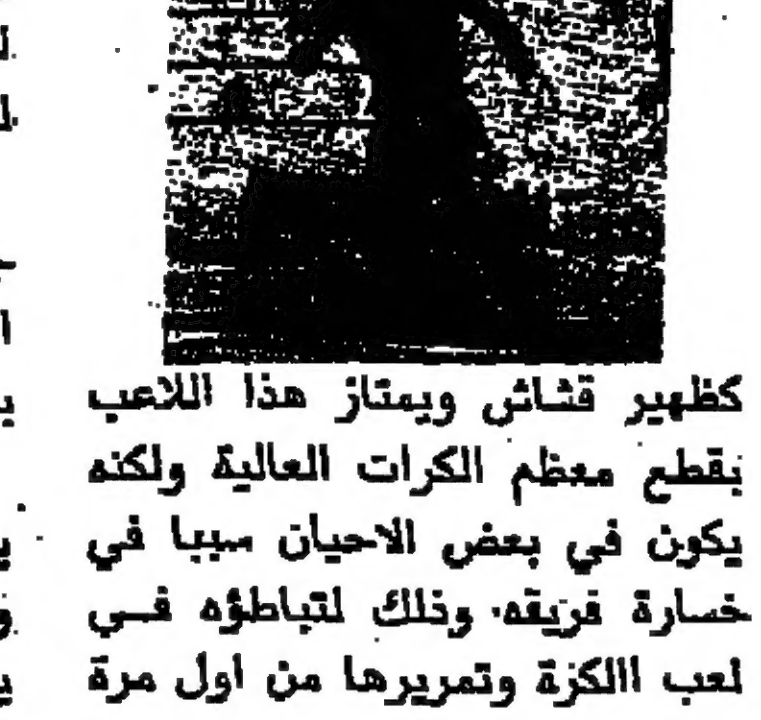 كظهير قشاش ويمتاز هذا اللاعب
بقطع معظم الكرات العالية ولكنه
يكون في بعض الاحيان سببا في
خسارة فريقه. وذلك لتباطؤه فـي
لعب االكزة وتمريرها من اول مرة